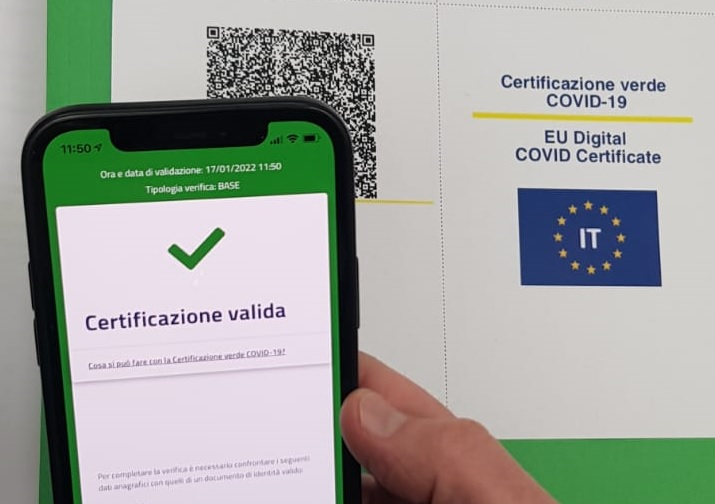 11:50
Ora e data di validazione: 17/01/2022 11:50
Tipologia verifica: BASE
Certificazione valida
Cosa si può fare con la Certificazione verde COVID-19?
Per completare la verifica è necessario confrontare i seguenti
dati anagrafici con quelli di un documento di identità valido
Certificazione verde
COVID-19
EU Digital
COVID Certificate
IT